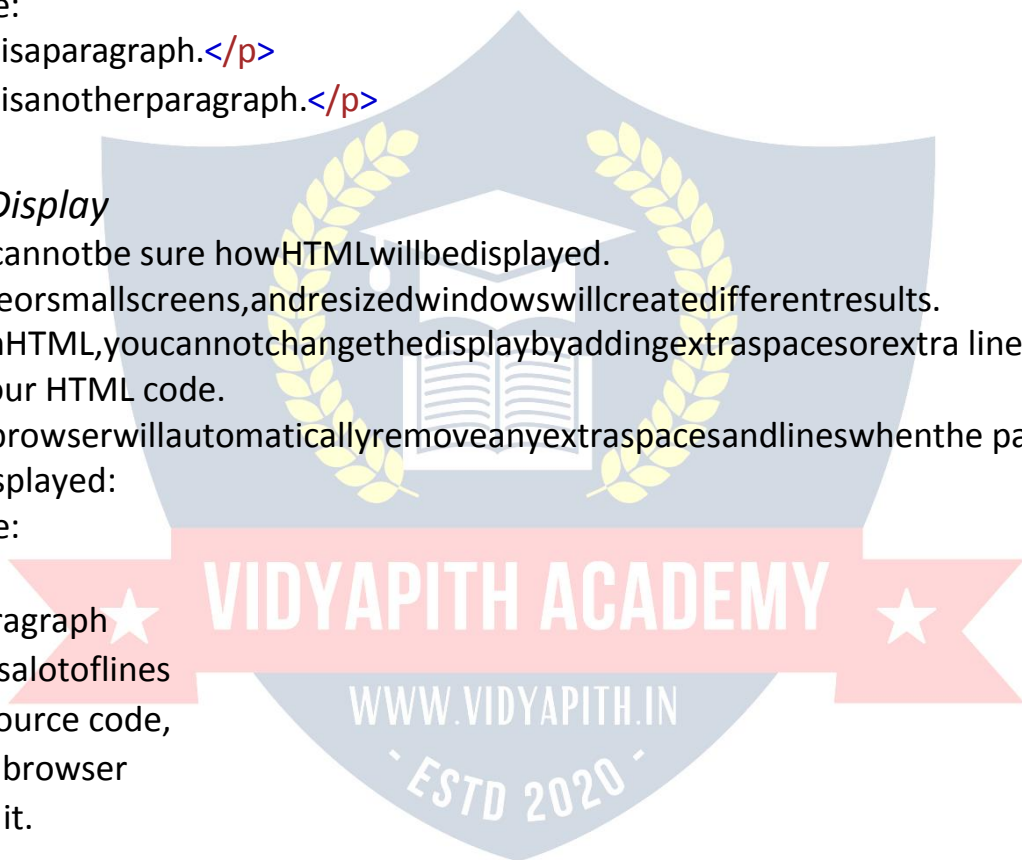 e:
isaparagraph.</p>
isanotherparagraph.</p>
Display
cannotbe sure howHTMLwillbedisplayed.
eorsmallscreens,andresizedwindowswillcreatedifferentresults.
HTML,youcannotchangethedisplaybyaddingextraspacesorextra line
our HTML code.
browserwillautomaticallyremoveanyextraspacesandlineswhenthe pa
splayed:
e:
VIDYAPITH ACADEMY
ragraph
salotoflines
ource code,
WWW.VIDYAPITH.IN
browser
- ESTD 2020 -
it.